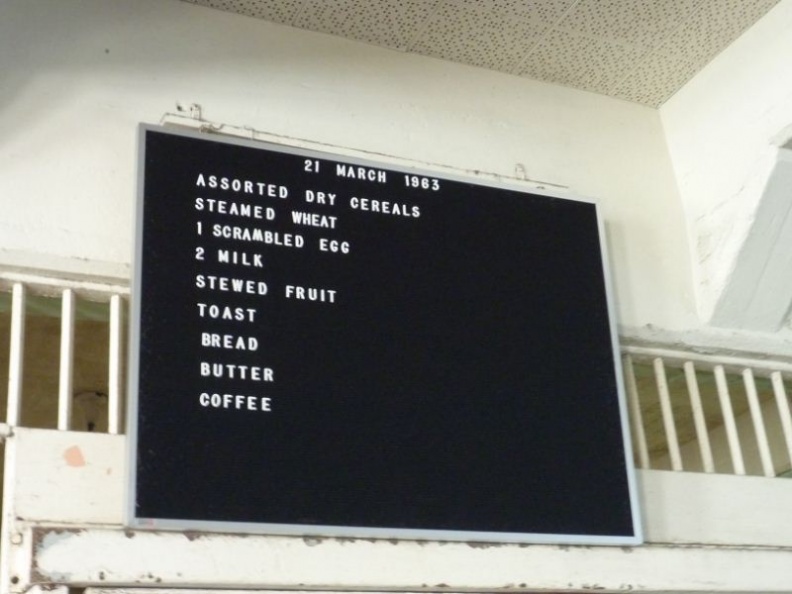 21 MARCH 1963
ASSORTED DRY CEREALS
STEAMED WHEAT
1 SCRAMBLED EGG
2 MILK
STEWED FRUIT
TOAST
BREAD
BUTTER
COFFEE